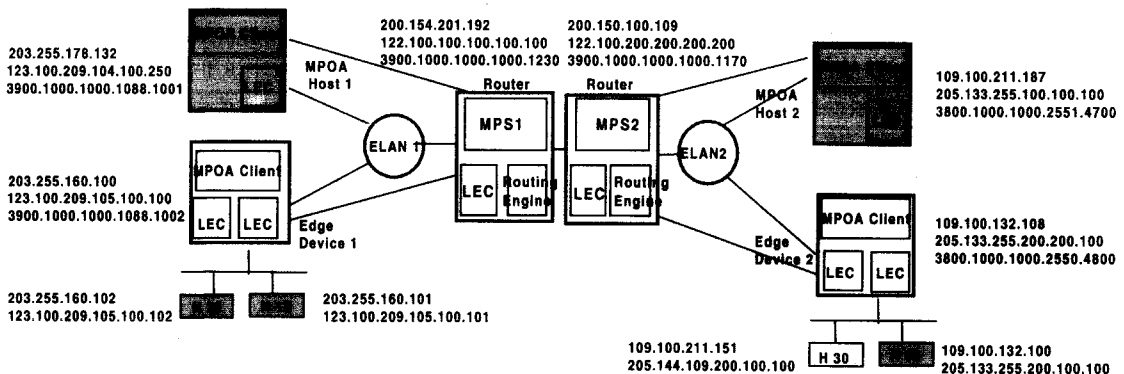 200.154.201.192
122.100.100.100.100.100
3900.1000.1000.1000.1230
200.150.100.109
122.100.200.200.200.200
3900.1000.1000.1000.1170
203.255.178.132
123.100.209.104.100.250
3900.1000.1000.1088.1001
LEC
MPOA
Host 1
Router
Router
MPS1
MPS2
LEC
Routing
Engine
LEC
Routing
Engine
MPOA
Host 2
109.100.211.187
205.133.255.100.100.100
3800.1000.1000.2551.4700
ELAN 1
ELAN2
203.255.160.100
123.100.209.105.100.100
3900.1000.1000.1088.1002
MPOA Client
LEC
LEC
Edge
Device 1
Edge
Device 2
MPOA Client
LEC
LEC
109.100.132.108
205.133.255.200.200.100
3800.1000.1000.2550.4800
203.255.160.102
123.100.209.105.100.102
203.255.160.101
123.100.209.105.100.101
109.100.211.151
205.144.109.200.100.100
H 30
109.100.132.100
205.133.255.200.100.100